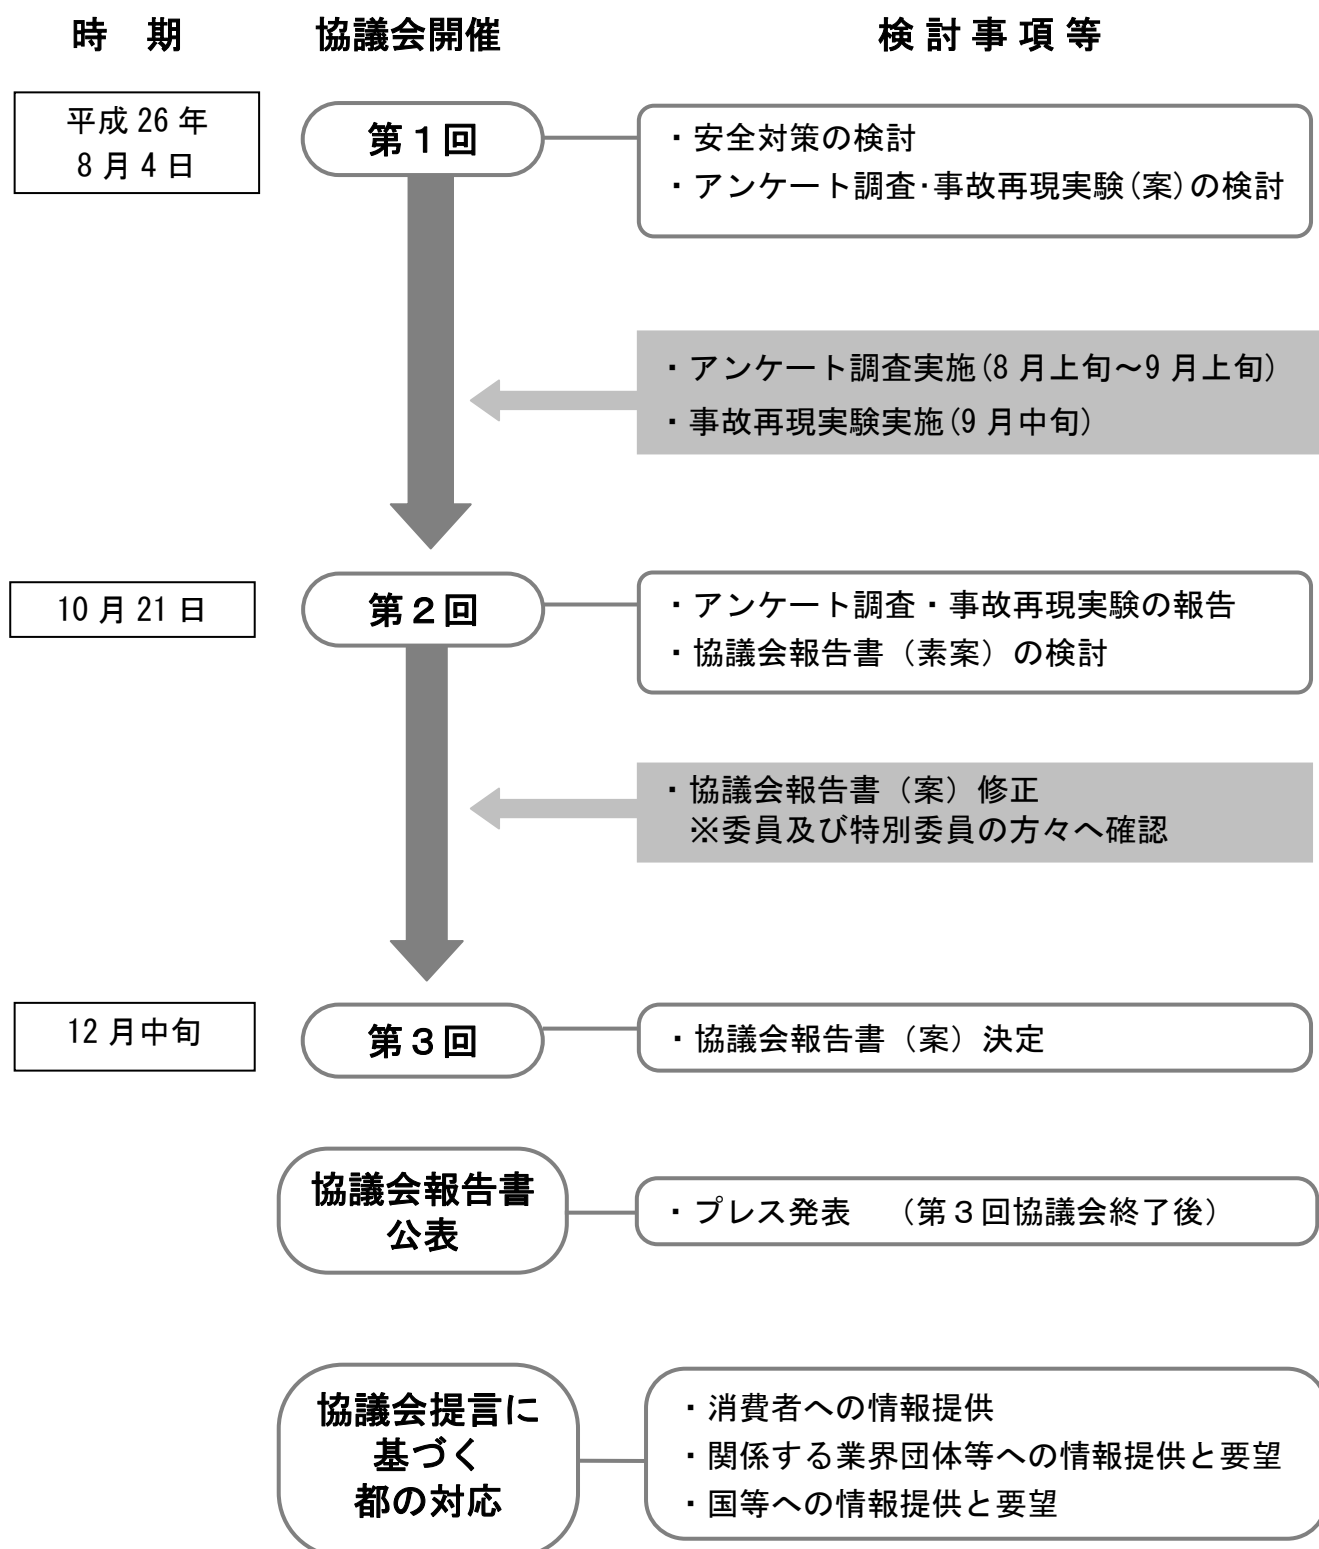 時　期　協議会開催　検討事項等
平成 26 年
8 月 4 日
第１回
・安全対策の検討
・アンケート調査･事故再現実験(案)の検討
・アンケート調査実施(8 月上旬～9 月上旬)
・事故再現実験実施(9 月中旬)
10 月 21 日
第２回
・アンケート調査・事故再現実験の報告
・協議会報告書（素案）の検討
・協議会報告書（案）修正
※委員及び特別委員の方々へ確認
12 月中旬
第３回
・協議会報告書（案）決定
協議会報告書
公表
・プレス発表　（第３回協議会終了後）
協議会提言に
基づく
都の対応
・消費者への情報提供
・関係する業界団体等への情報提供と要望
・国等への情報提供と要望